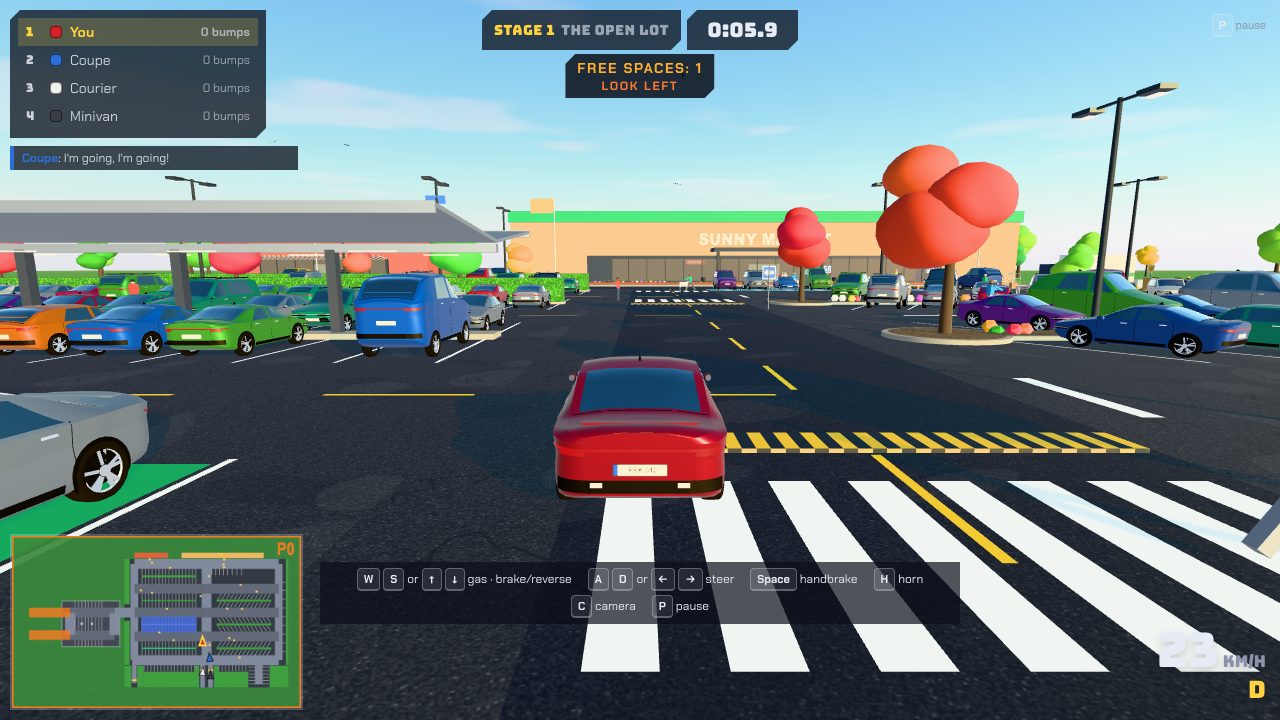 1 You 0 bumps
2 Coupe 0 bumps
3 Courier 0 bumps
4 Minivan 0 bumps
Coupe: I'm going, I'm going!
STAGE 1 THE OPEN LOT
0:05.9
FREE SPACES: 1
LOOK LEFT
P pause
SUNNY
P0
W S or ↑ ↓ gas · brake/reverse A D or ← → steer Space handbrake H horn
C camera P pause
23 KM/H
D